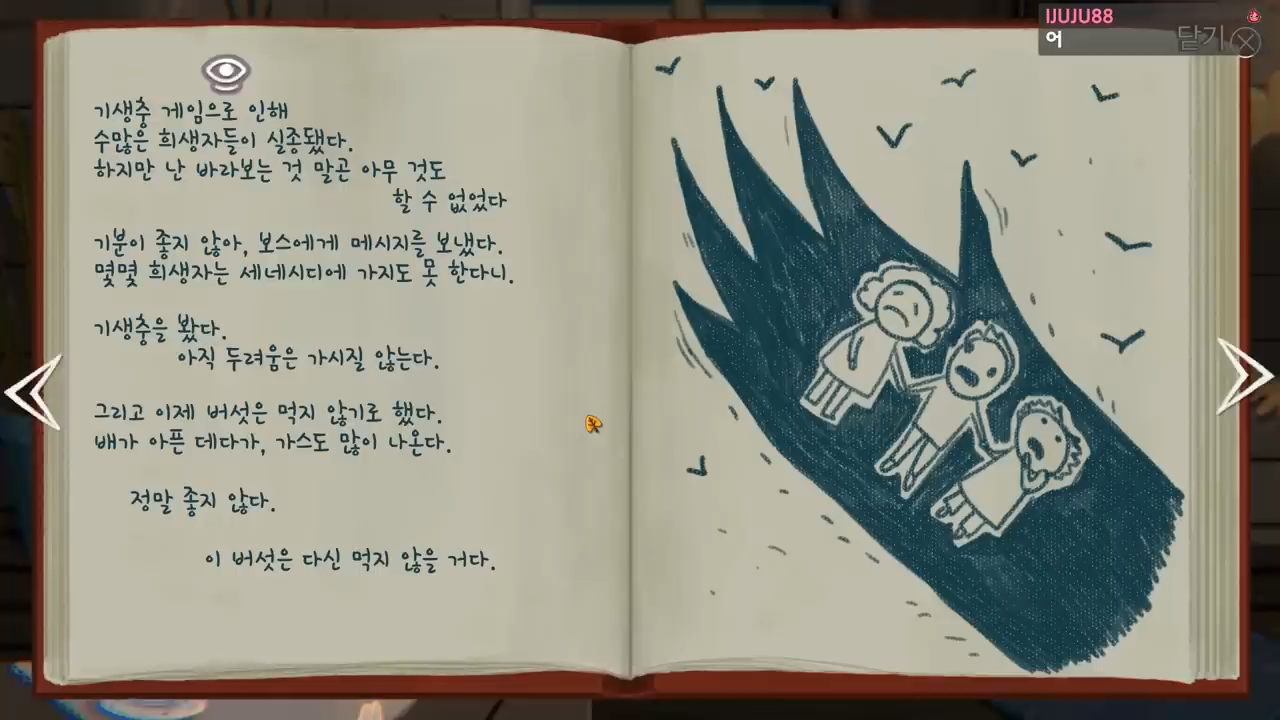 IJUJU88
어
닫기
기생충 게임으로 인해
수많은 희생자들이 실종됐다.
하지만 난 바라보는 것 말곤 아무 것도
할 수 없었다
기분이 좋지 않아, 보스에게 메시지를 보냈다.
몇몇 희생자는 세네시디에 가지도 못 한다니.
기생충을 봤다.
아직 두려움은 가시질 않는다.
그리고 이제 버섯은 먹지 않기로 했다.
배가 아픈 데다가, 가스도 많이 나온다.
정말 좋지 않다.
이 버섯은 다신 먹지 않을 거다.